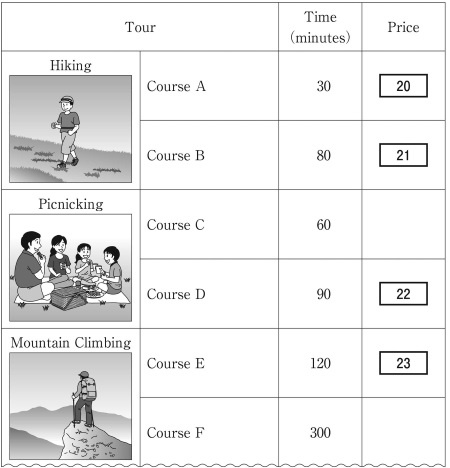 Tour
Time
(minutes)
Price
Hiking
Course A 30 20
Course B 80 21
Picnicking
Course C 60
Course D 90 22
Mountain Climbing
Course E 120 23
Course F 300